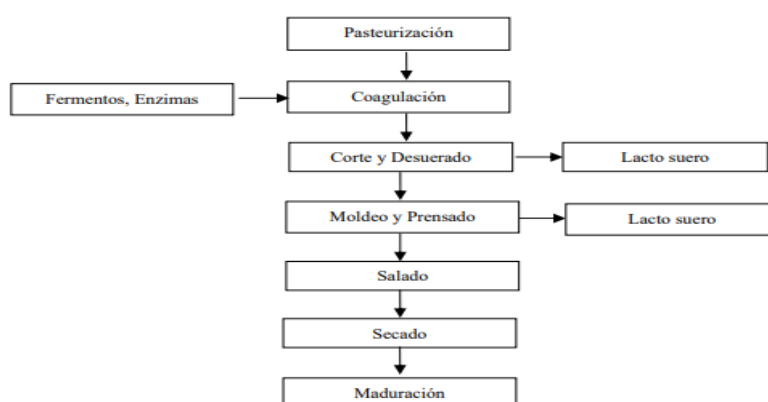 Pasteurización
Fermentos, Enzimas
Coagulación
Corte y Desuerado
Lacto suero
Moldeo y Prensado
Lacto suero
Salado
Secado
Maduración